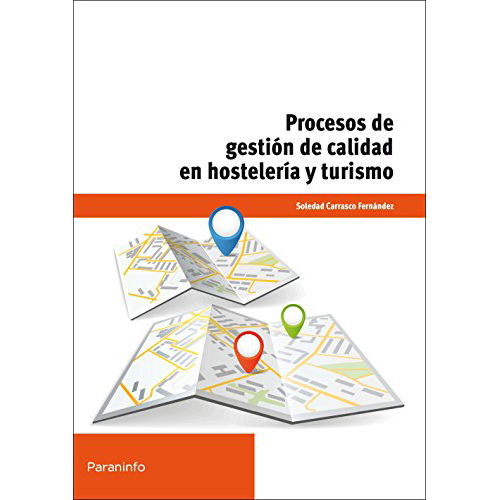 Procesos de
gestión de calidad
en hostelería y turismo
Soledad Carrasco Fernández
Paraninfo